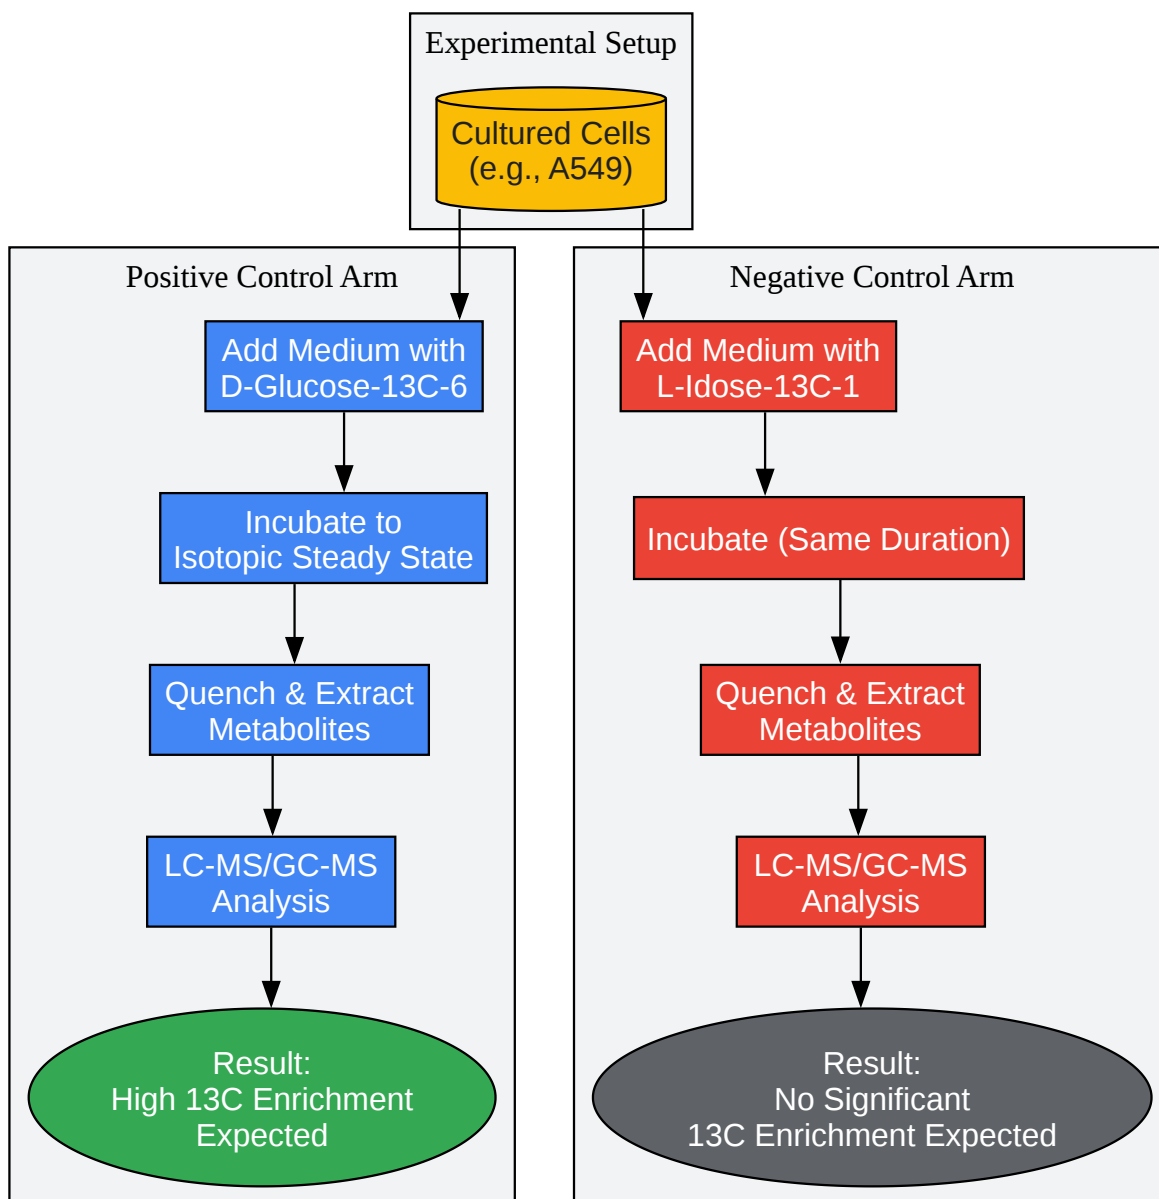 Experimental Setup
Cultured Cells
(e.g., A549)
Positive Control Arm
Add Medium with
D-Glucose-13C-6
Incubate to
Isotopic Steady State
Quench & Extract
Metabolites
LC-MS/GC-MS
Analysis
Result:
High 13C Enrichment
Expected
Negative Control Arm
Add Medium with
L-Idose-13C-1
Incubate (Same Duration)
Quench & Extract
Metabolites
LC-MS/GC-MS
Analysis
Result:
No Significant
13C Enrichment Expected